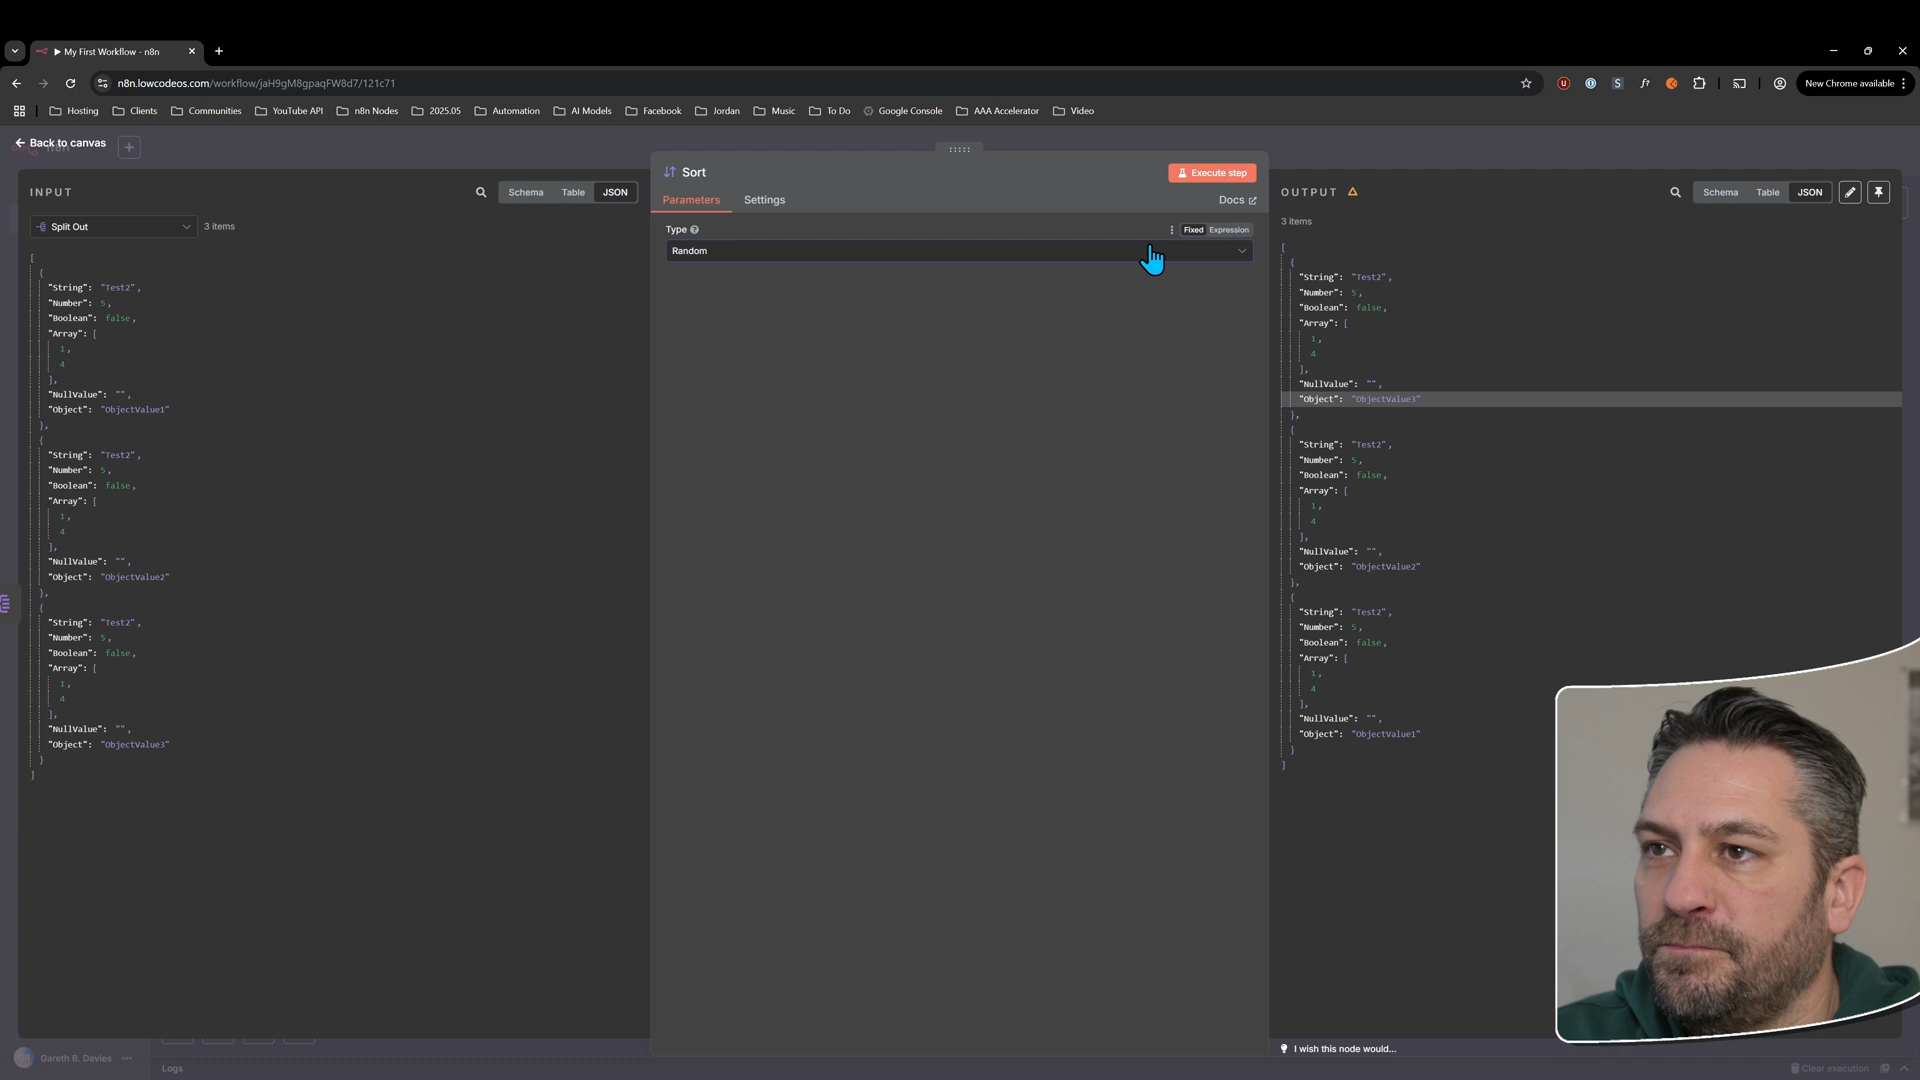 My First Workflow - n8n
n8n.lowcodeos.com/workflow/jaH9gM8gpaqFW8d7/121c71
New Chrome available
Hosting
Clients
Communities
YouTube API
n8n Nodes
2025.05
Automation
AI Models
Facebook
Jordan
Music
To Do
Google Console
AAA Accelerator
Video
Back to canvas
INPUT
Schema
Table
JSON
Split Out
3 items
[
{
"String": "Test2",
"Number": 5,
"Boolean": false,
"Array": [
1,
4
],
"NullValue": "",
"Object": "ObjectValue1"
},
{
"String": "Test2",
"Number": 5,
"Boolean": false,
"Array": [
1,
4
],
"NullValue": "",
"Object": "ObjectValue2"
},
{
"String": "Test2",
"Number": 5,
"Boolean": false,
"Array": [
1,
4
],
"NullValue": "",
"Object": "ObjectValue3"
}
]
Sort
Execute step
Parameters
Settings
Docs
Type
Fixed
Expression
Random
OUTPUT
Schema
Table
JSON
3 items
[
{
"String": "Test2",
"Number": 5,
"Boolean": false,
"Array": [
1,
4
],
"NullValue": "",
"Object": "ObjectValue3"
},
{
"String": "Test2",
"Number": 5,
"Boolean": false,
"Array": [
1,
4
],
"NullValue": "",
"Object": "ObjectValue2"
},
{
"String": "Test2",
"Number": 5,
"Boolean": false,
"Array": [
1,
4
],
"NullValue": "",
"Object": "ObjectValue1"
}
]
I wish this node would...
Gareth B. Davies
Logs
Clear execution